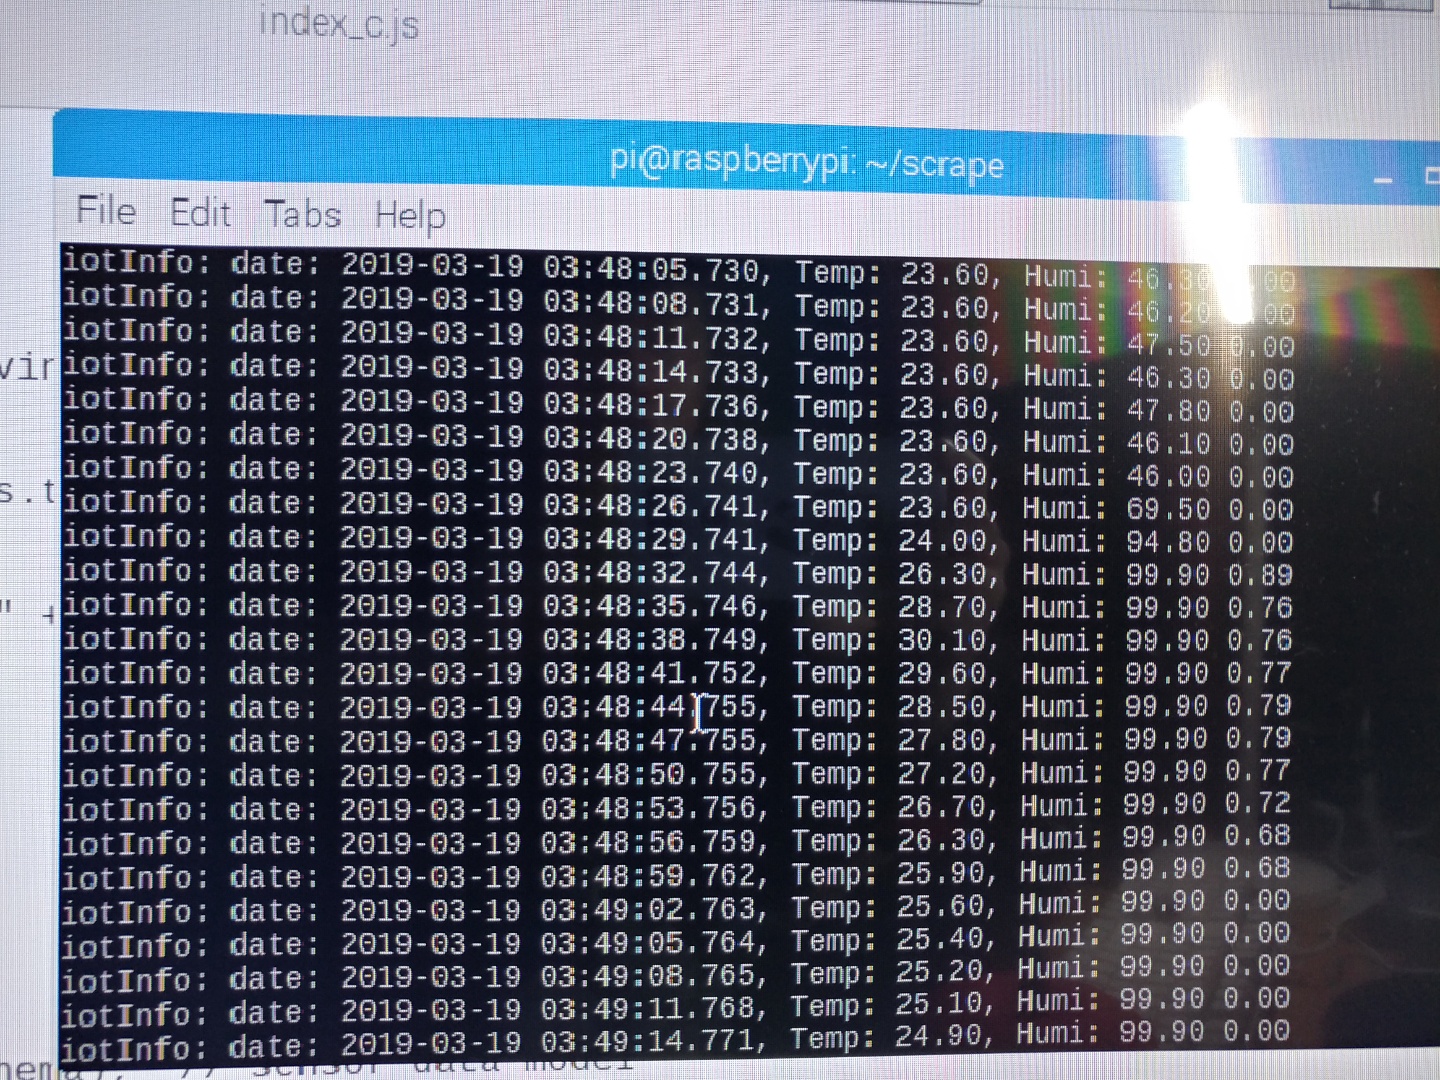 index_c.js
pi@raspberrypi: ~/scrape
File Edit Tabs Help
iotInfo: date: 2019-03-19 03:48:05.730, Temp: 23.60, Humi: 46.30 0.00
iotInfo: date: 2019-03-19 03:48:08.731, Temp: 23.60, Humi: 46.20 0.00
iotInfo: date: 2019-03-19 03:48:11.732, Temp: 23.60, Humi: 47.50 0.00
vir
iotInfo: date: 2019-03-19 03:48:14.733, Temp: 23.60, Humi: 46.30 0.00
iotInfo: date: 2019-03-19 03:48:17.736, Temp: 23.60, Humi: 47.80 0.00
iotInfo: date: 2019-03-19 03:48:20.738, Temp: 23.60, Humi: 46.10 0.00
iotInfo: date: 2019-03-19 03:48:23.740, Temp: 23.60, Humi: 46.00 0.00
s.t
iotInfo: date: 2019-03-19 03:48:26.741, Temp: 23.60, Humi: 69.50 0.00
iotInfo: date: 2019-03-19 03:48:29.741, Temp: 24.00, Humi: 94.80 0.00
iotInfo: date: 2019-03-19 03:48:32.744, Temp: 26.30, Humi: 99.90 0.89
" +
iotInfo: date: 2019-03-19 03:48:35.746, Temp: 28.70, Humi: 99.90 0.76
iotInfo: date: 2019-03-19 03:48:38.749, Temp: 30.10, Humi: 99.90 0.76
iotInfo: date: 2019-03-19 03:48:41.752, Temp: 29.60, Humi: 99.90 0.77
iotInfo: date: 2019-03-19 03:48:44.755, Temp: 28.50, Humi: 99.90 0.79
iotInfo: date: 2019-03-19 03:48:47.755, Temp: 27.80, Humi: 99.90 0.79
iotInfo: date: 2019-03-19 03:48:50.755, Temp: 27.20, Humi: 99.90 0.77
iotInfo: date: 2019-03-19 03:48:53.756, Temp: 26.70, Humi: 99.90 0.72
iotInfo: date: 2019-03-19 03:48:56.759, Temp: 26.30, Humi: 99.90 0.68
iotInfo: date: 2019-03-19 03:48:59.762, Temp: 25.90, Humi: 99.90 0.68
iotInfo: date: 2019-03-19 03:49:02.763, Temp: 25.60, Humi: 99.90 0.00
iotInfo: date: 2019-03-19 03:49:05.764, Temp: 25.40, Humi: 99.90 0.00
iotInfo: date: 2019-03-19 03:49:08.765, Temp: 25.20, Humi: 99.90 0.00
iotInfo: date: 2019-03-19 03:49:11.768, Temp: 25.10, Humi: 99.90 0.00
iotInfo: date: 2019-03-19 03:49:14.771, Temp: 24.90, Humi: 99.90 0.00
hema); // sensor data model